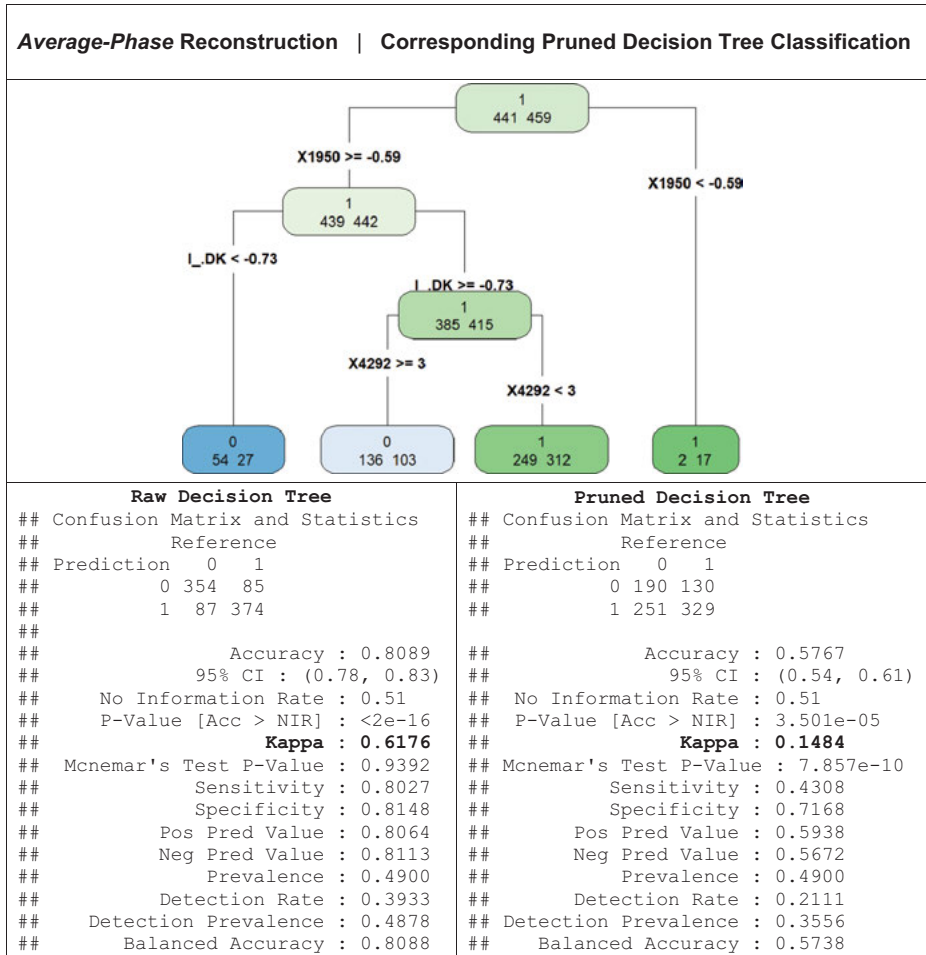 Average-Phase Reconstruction | Corresponding Pruned Decision Tree Classification
1
441 459
X1950 >= -0.59
X1950 < -0.59
1
439 442
I_.DK < -0.73
I_.DK >= -0.73
1
385 415
X4292 >= 3
X4292 < 3
0
54 27
0
136 103
1
249 312
1
2 17
Raw Decision Tree
## Confusion Matrix and Statistics
## Reference
## Prediction 0 1
## 0 354 85
## 1 87 374
##
## Accuracy : 0.8089
## 95% CI : (0.78, 0.83)
## No Information Rate : 0.51
## P-Value [Acc > NIR] : <2e-16
## Kappa : 0.6176
## Mcnemar's Test P-Value : 0.9392
## Sensitivity : 0.8027
## Specificity : 0.8148
## Pos Pred Value : 0.8064
## Neg Pred Value : 0.8113
## Prevalence : 0.4900
## Detection Rate : 0.3933
## Detection Prevalence : 0.4878
## Balanced Accuracy : 0.8088
Pruned Decision Tree
## Confusion Matrix and Statistics
## Reference
## Prediction 0 1
## 0 190 130
## 1 251 329
## Accuracy : 0.5767
## 95% CI : (0.54, 0.61)
## No Information Rate : 0.51
## P-Value [Acc > NIR] : 3.501e-05
## Kappa : 0.1484
## Mcnemar's Test P-Value : 7.857e-10
## Sensitivity : 0.4308
## Specificity : 0.7168
## Pos Pred Value : 0.5938
## Neg Pred Value : 0.5672
## Prevalence : 0.4900
## Detection Rate : 0.2111
## Detection Prevalence : 0.3556
## Balanced Accuracy : 0.5738